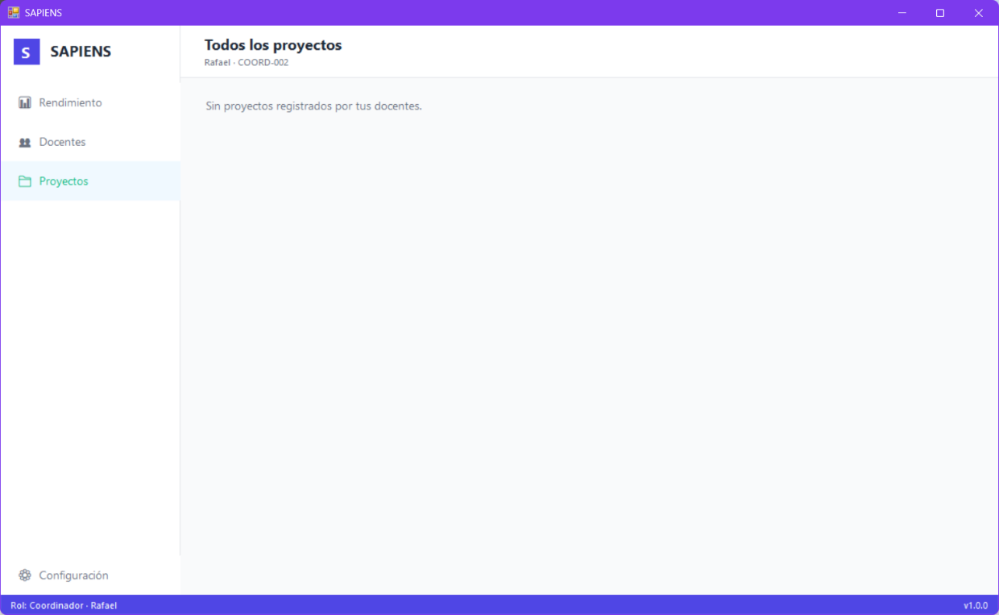 SAPIENS
S
SAPIENS
Rendimiento
Docentes
Proyectos
Configuración
Todos los proyectos
Rafael · COORD-002
Sin proyectos registrados por tus docentes.
Rol: Coordinador · Rafael
v1.0.0